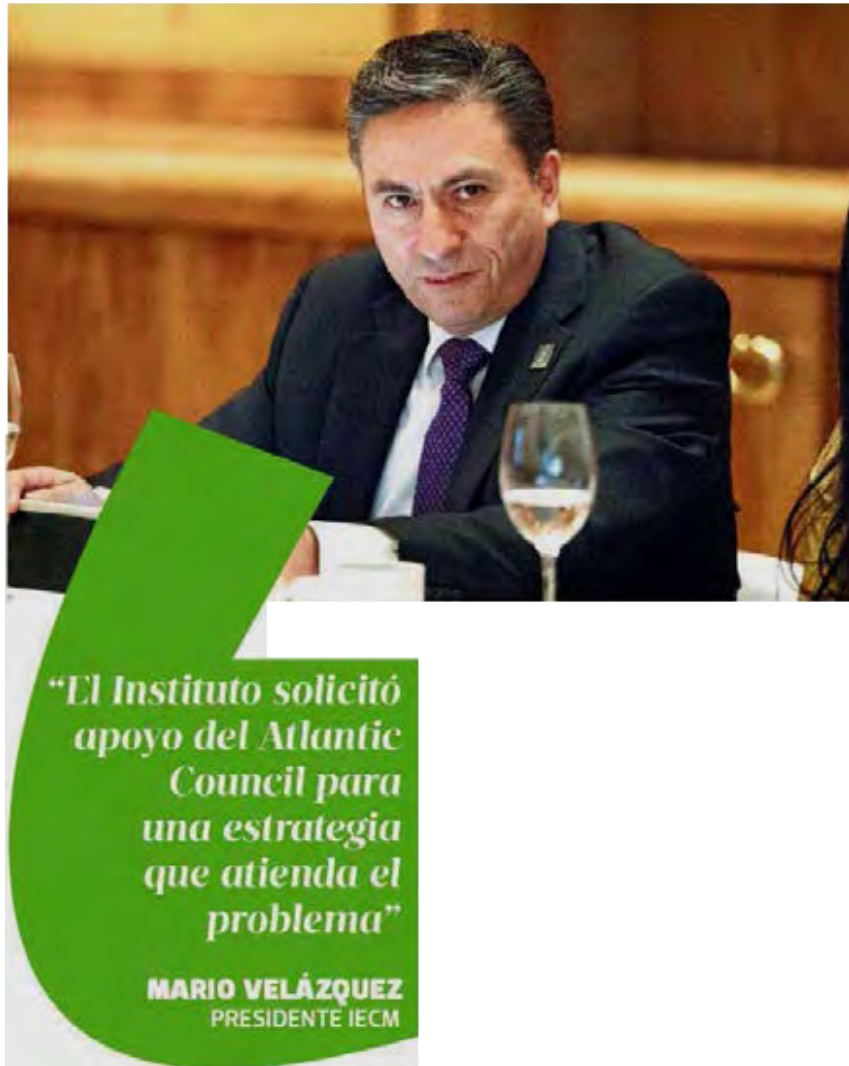 “El Instituto solicitó
apoyo del Atlantic
Council para
una estrategia
que atienda el
problema”
MARIO VELÁZQUEZ
PRESIDENTE IECM